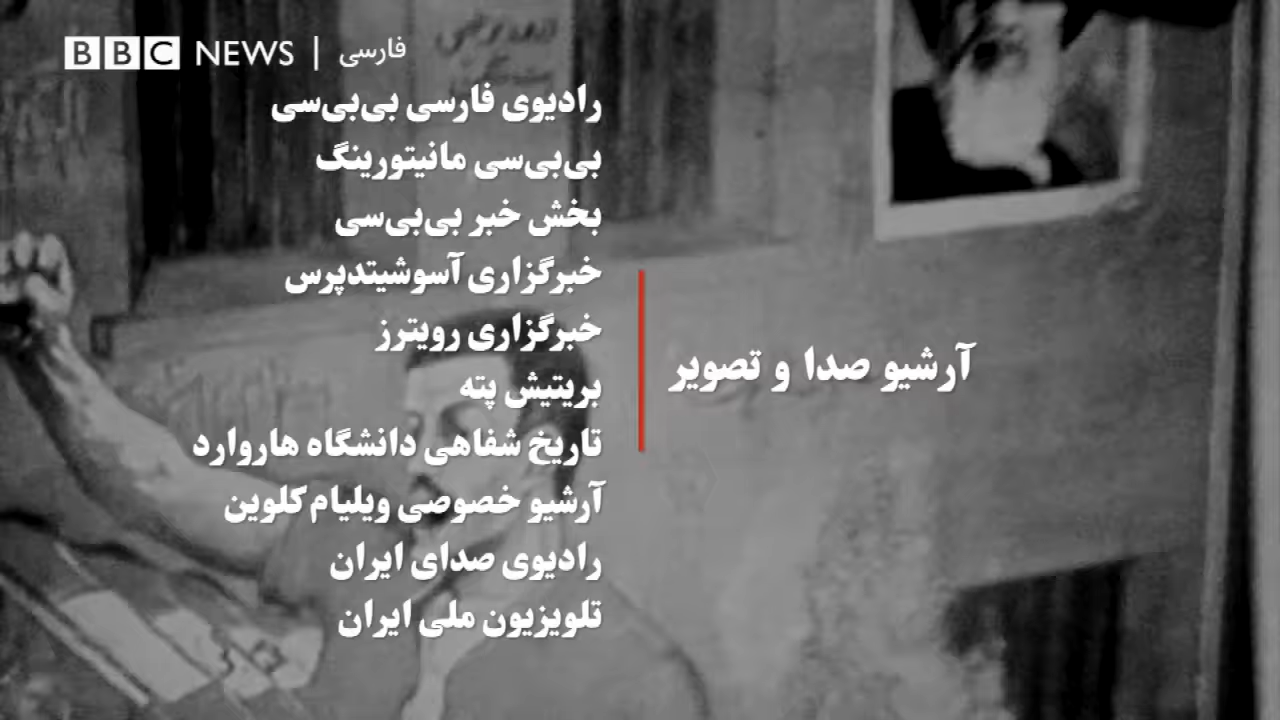 BBC NEWS | فارسی
آرشیو صدا و تصویر
رادیوی فارسی بی‌بی‌سی
بی‌بی‌سی مانیتورینگ
بخش خبر بی‌بی‌سی
خبرگزاری آسوشیتدپرس
خبرگزاری رویترز
بریتیش پته
تاریخ شفاهی دانشگاه هاروارد
آرشیو خصوصی ویلیام کلوین
رادیوی صدای ایران
تلویزیون ملی ایران